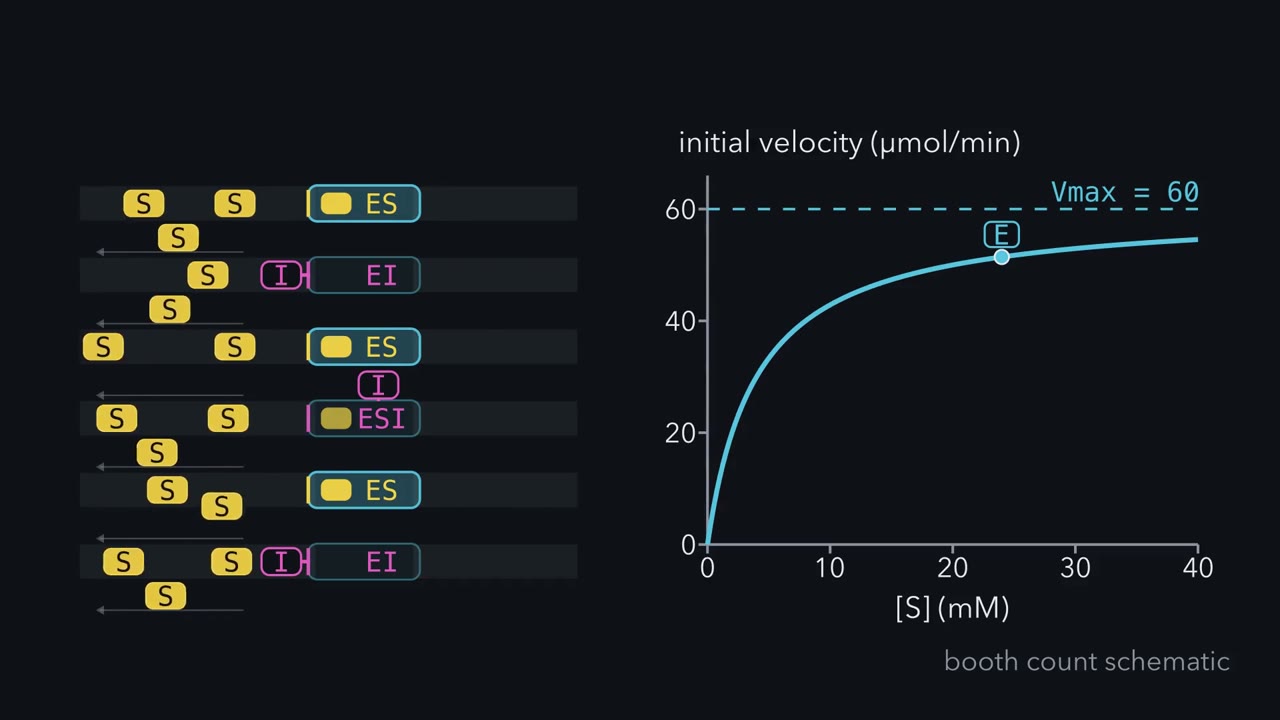 S S ES
S
S I EI
S
S S ES
I
S S ESI
S
S S ES
S S I EI
S
initial velocity (µmol/min)
Vmax = 60
E
60
40
20
0
0 10 20 30 40
[S] (mM)
booth count schematic